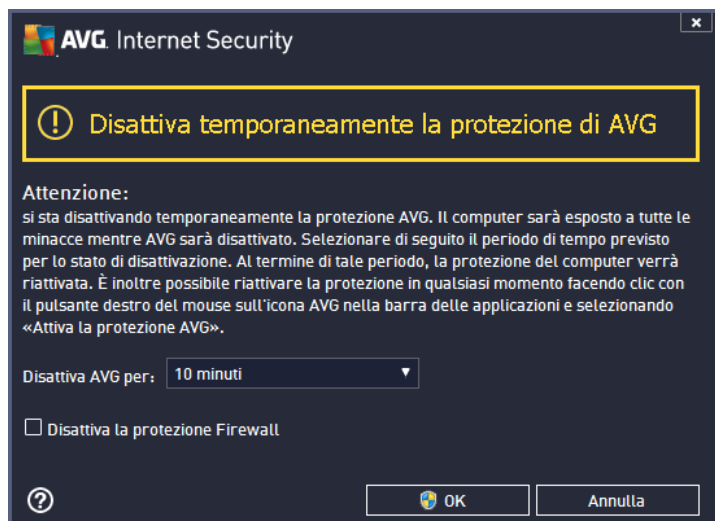 AVG. Internet Security
Disattiva temporaneamente la protezione di AVG
Attenzione:
si sta disattivando temporaneamente la protezione AVG. Il computer sarà esposto a tutte le
minacce mentre AVG sarà disattivato. Selezionare di seguito il periodo di tempo previsto
per lo stato di disattivazione. Al termine di tale periodo, la protezione del computer verrà
riattivata. È inoltre possibile riattivare la protezione in qualsiasi momento facendo clic con
il pulsante destro del mouse sull'icona AVG nella barra delle applicazioni e selezionando
«Attiva la protezione AVG».
Disattiva AVG per: 10 minuti
Disattiva la protezione Firewall
OK Annulla